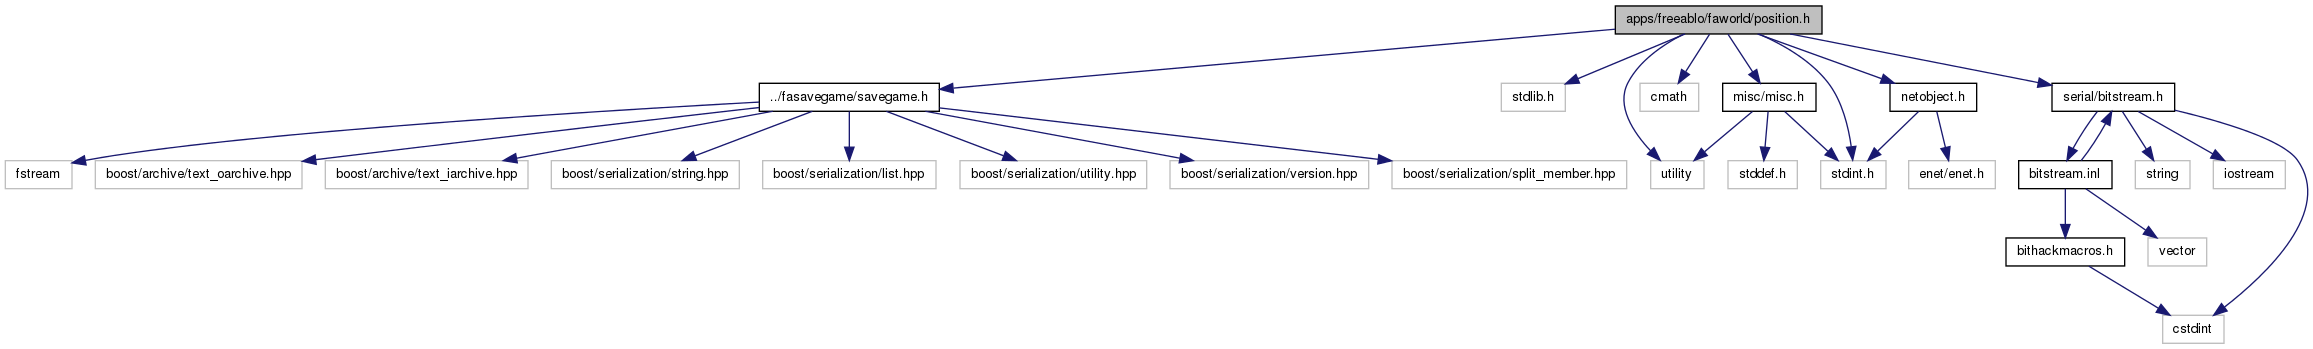 apps/freeablo/faworld/position.h
../fasavegame/savegame.h
stdlib.h
cmath
misc/misc.h
netobject.h
serial/bitstream.h
fstream
boost/archive/text_oarchive.hpp
boost/archive/text_iarchive.hpp
boost/serialization/string.hpp
boost/serialization/list.hpp
boost/serialization/utility.hpp
boost/serialization/version.hpp
boost/serialization/split_member.hpp
utility
stddef.h
stdint.h
enet/enet.h
bitstream.inl
string
iostream
bithackmacros.h
vector
cstdint